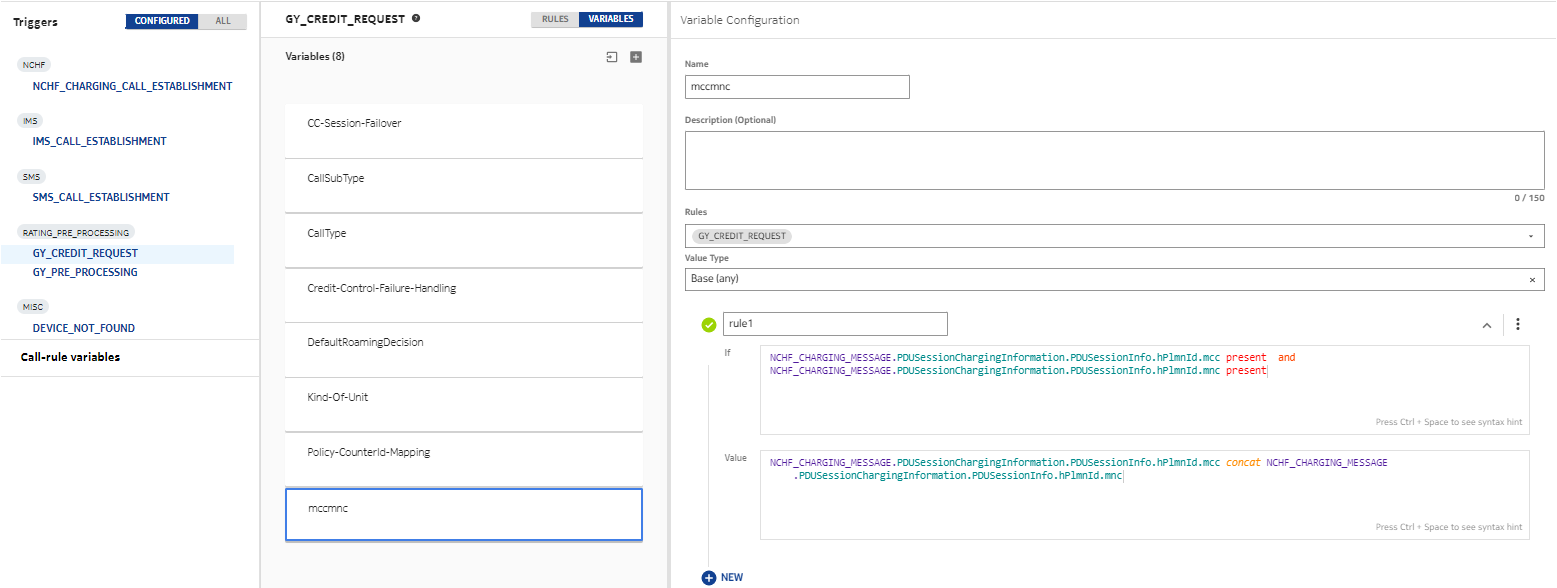 Triggers
CONFIGURED
ALL
NCHF
NCHF_CHARGING_CALL_ESTABLISHMENT
IMS
IMS_CALL_ESTABLISHMENT
SMS
SMS_CALL_ESTABLISHMENT
RATING_PRE_PROCESSING
GY_CREDIT_REQUEST
GY_PRE_PROCESSING
MISC
DEVICE_NOT_FOUND
Call-rule variables
GY_CREDIT_REQUEST
RULES
VARIABLES
Variables (8)
CC-Session-Failover
CallSubType
CallType
Credit-Control-Failure-Handling
DefaultRoamingDecision
Kind-Of-Unit
Policy-CounterId-Mapping
mccmnc
Variable Configuration
Name
mccmnc
Description (Optional)
0 / 150
Rules
GY_CREDIT_REQUEST
Value Type
Base (any)
rule1
If
NCHF_CHARGING_MESSAGE.PDUSessionChargingInformation.PDUSessionInfo.hPlmnId.mcc present and
NCHF_CHARGING_MESSAGE.PDUSessionChargingInformation.PDUSessionInfo.hPlmnId.mnc present
Press Ctrl + Space to see syntax hint
Value
NCHF_CHARGING_MESSAGE.PDUSessionChargingInformation.PDUSessionInfo.hPlmnId.mcc concat NCHF_CHARGING_MESSAGE
.PDUSessionChargingInformation.PDUSessionInfo.hPlmnId.mnc
Press Ctrl + Space to see syntax hint
NEW